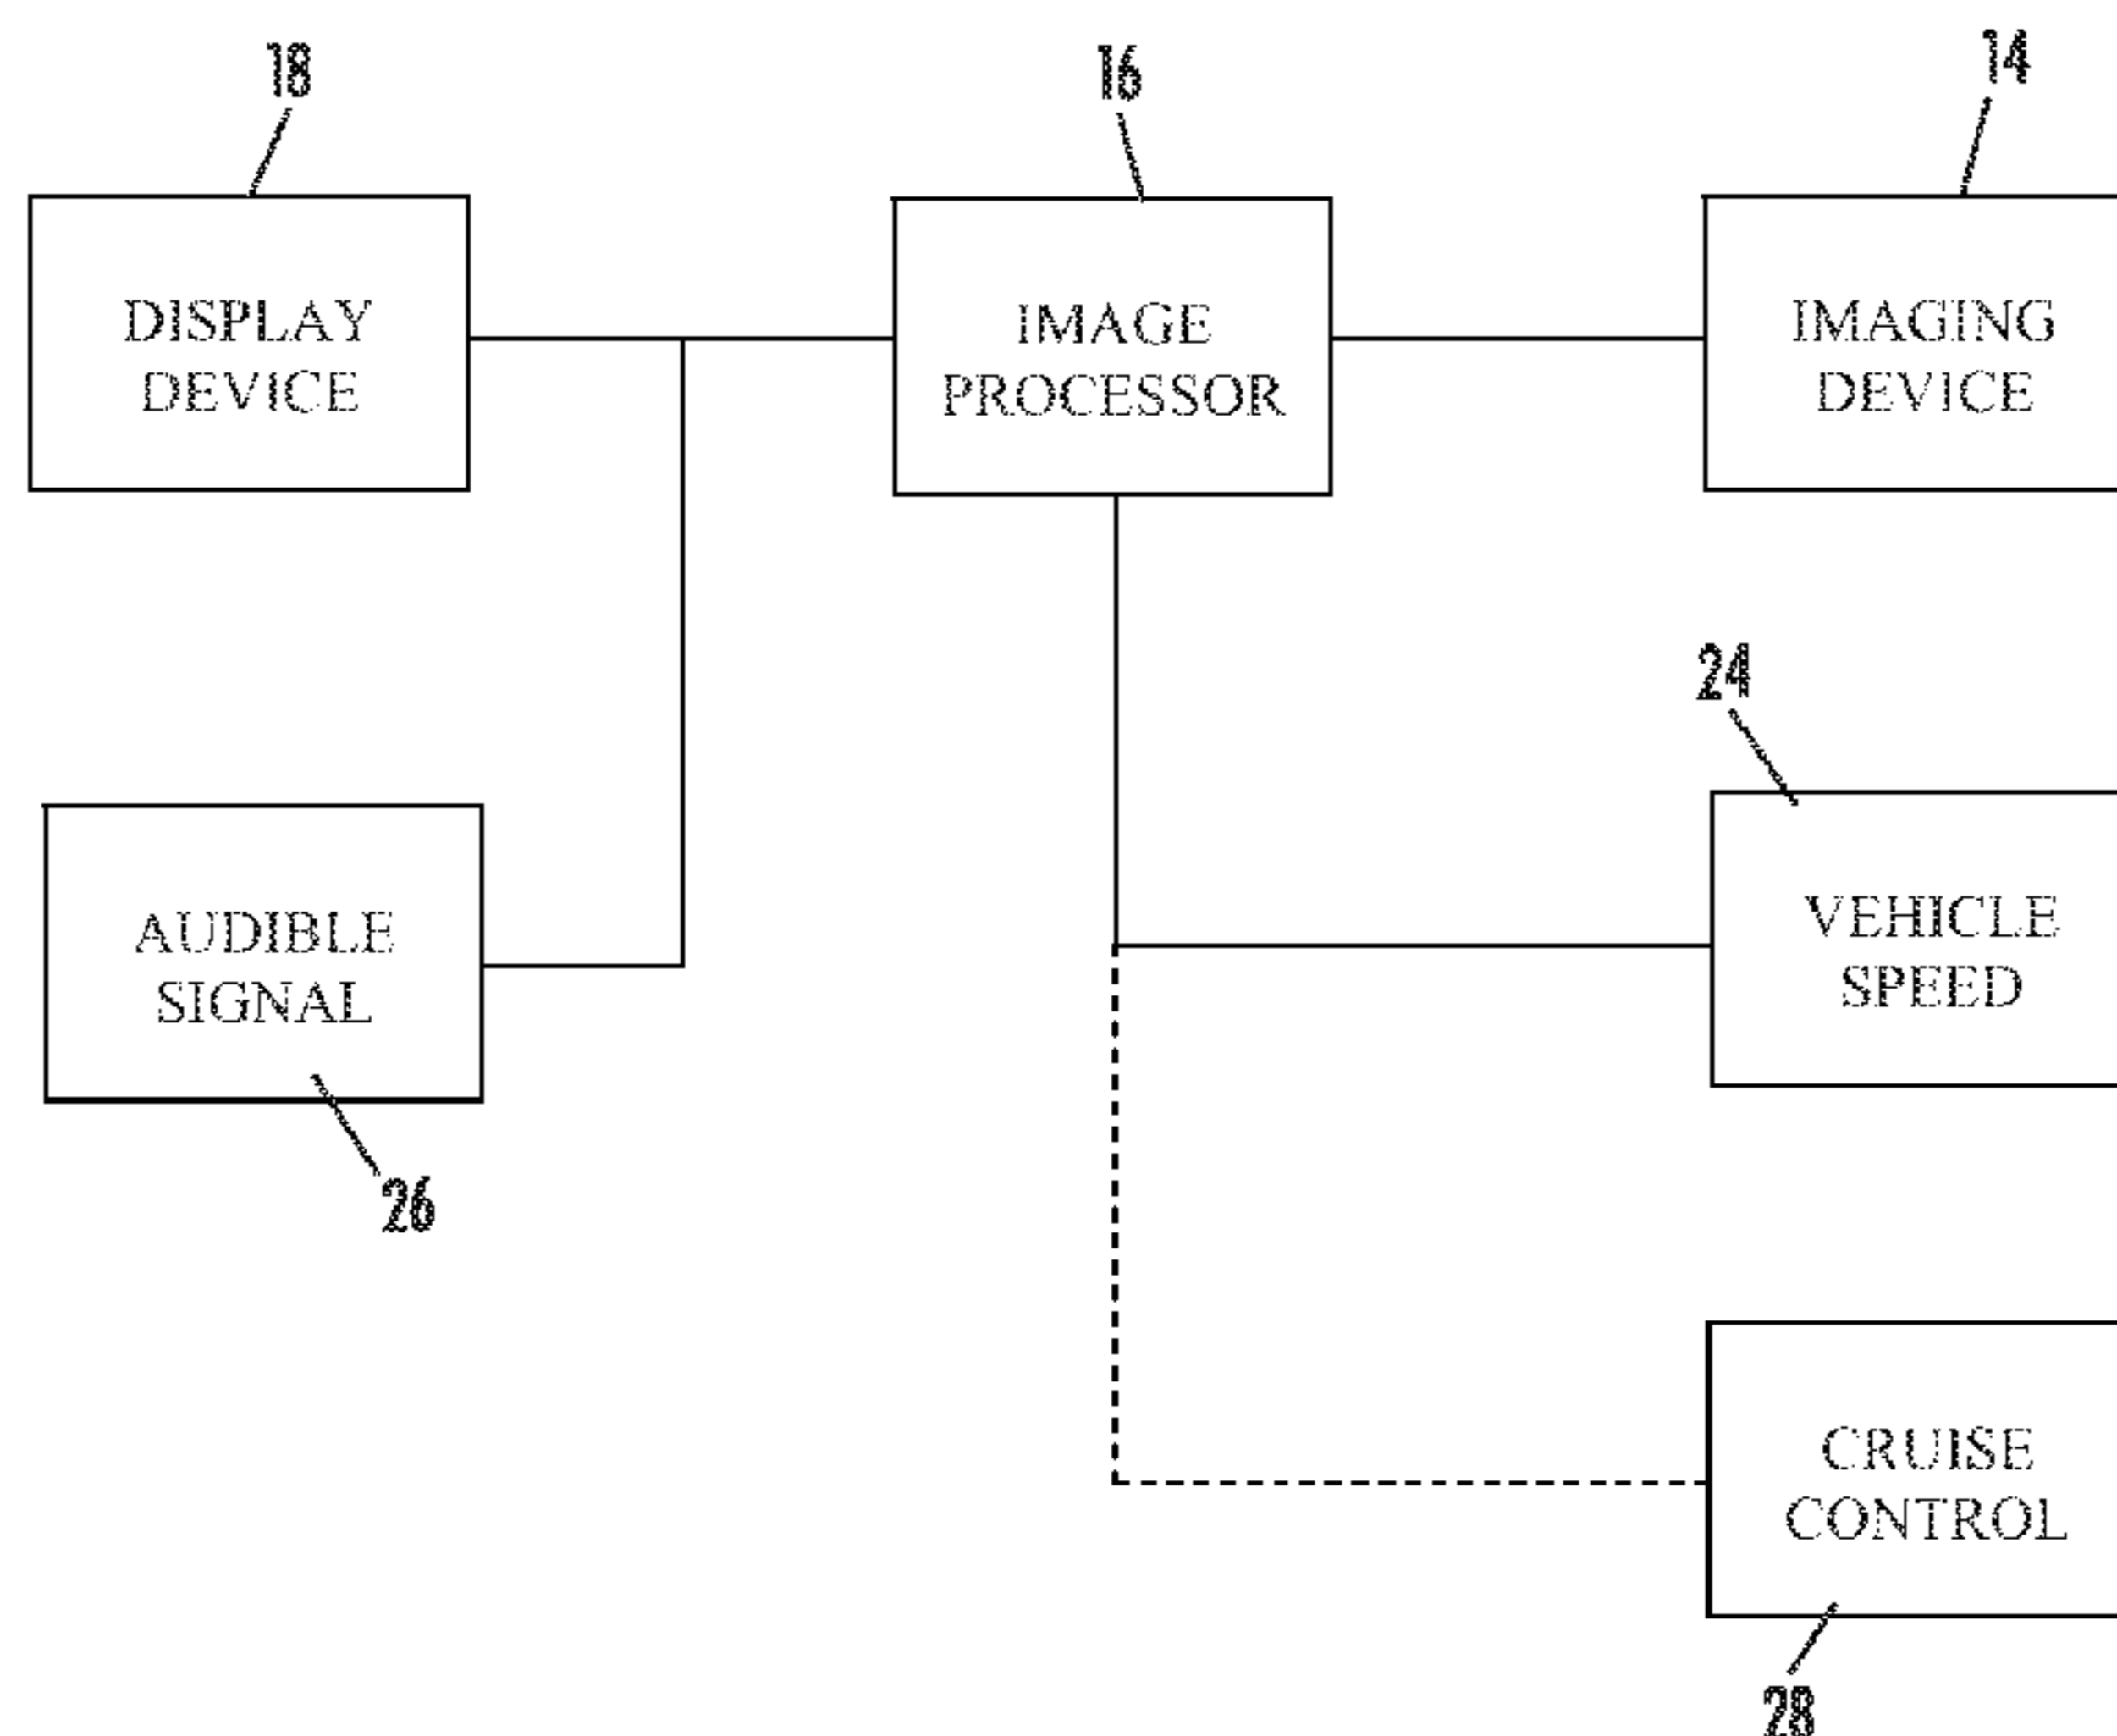 18
16
14
DISPLAY
DEVICE
IMAGE
PROCESSOR
IMAGING
DEVICE
24
AUDIBLE
SIGNAL
VEHICLE
SPEED
26
CRUISE
CONTROL
28